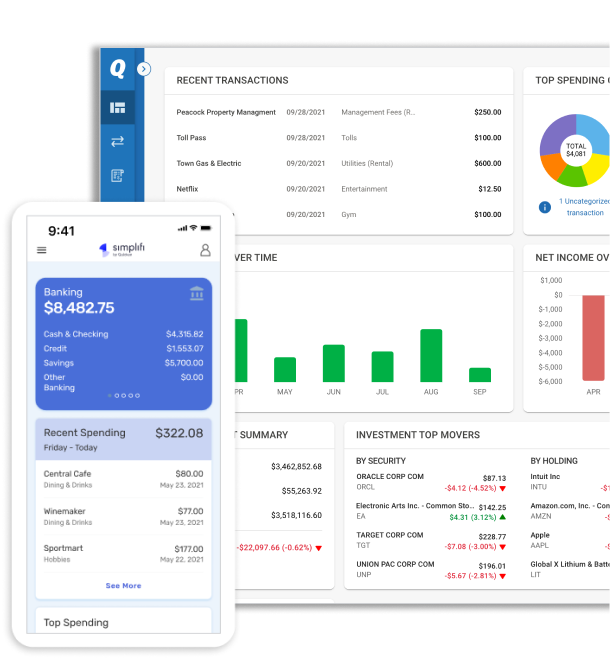 Q
RECENT TRANSACTIONS
Peacock Property Managment 09/28/2021 Management Fees (R... $250.00
Toll Pass 09/28/2021 Tolls $100.00
Town Gas & Electric 09/20/2021 Utilities (Rental) $600.00
Netflix 09/20/2021 Entertainment $12.50
09/20/2021 Gym $100.00
TOP SPENDING
TOTAL
$4,081
1 Uncategorized
transaction
VER TIME
PR MAY JUN JUL AUG SEP
NET INCOME OV
$1,000
$0
$-1,000
$-2,000
$-3,000
$-4,000
$-5,000
$-6,000
APR
SUMMARY
$3,462,852.68
$55,263.92
$3,518,116.60
-$22,097.66 (-0.62%) ▼
INVESTMENT TOP MOVERS
BY SECURITY
ORACLE CORP COM $87.13
ORCL -$4.12 (-4.52%) ▼
Electronic Arts Inc. - Common Sto... $142.25
EA $4.31 (3.12%) ▲
TARGET CORP COM $228.77
TGT -$7.08 (-3.00%) ▼
UNION PAC CORP COM $196.01
UNP -$5.67 (-2.81%) ▼
BY HOLDING
Intuit Inc
INTU -$1
Amazon.com, Inc. - Con
AMZN -$
Apple
AAPL -$
Global X Lithium & Batte
LIT
9:41
simplifi
by Quicken
Banking
$8,482.75
Cash & Checking $4,315.82
Credit $1,553.07
Savings $5,700.00
Other $0.00
Banking
Recent Spending $322.08
Friday - Today
Central Cafe $80.00
Dining & Drinks May 23, 2021
Winemaker $77.00
Dining & Drinks May 23, 2021
Sportmart $177.00
Hobbies May 22, 2021
See More
Top Spending